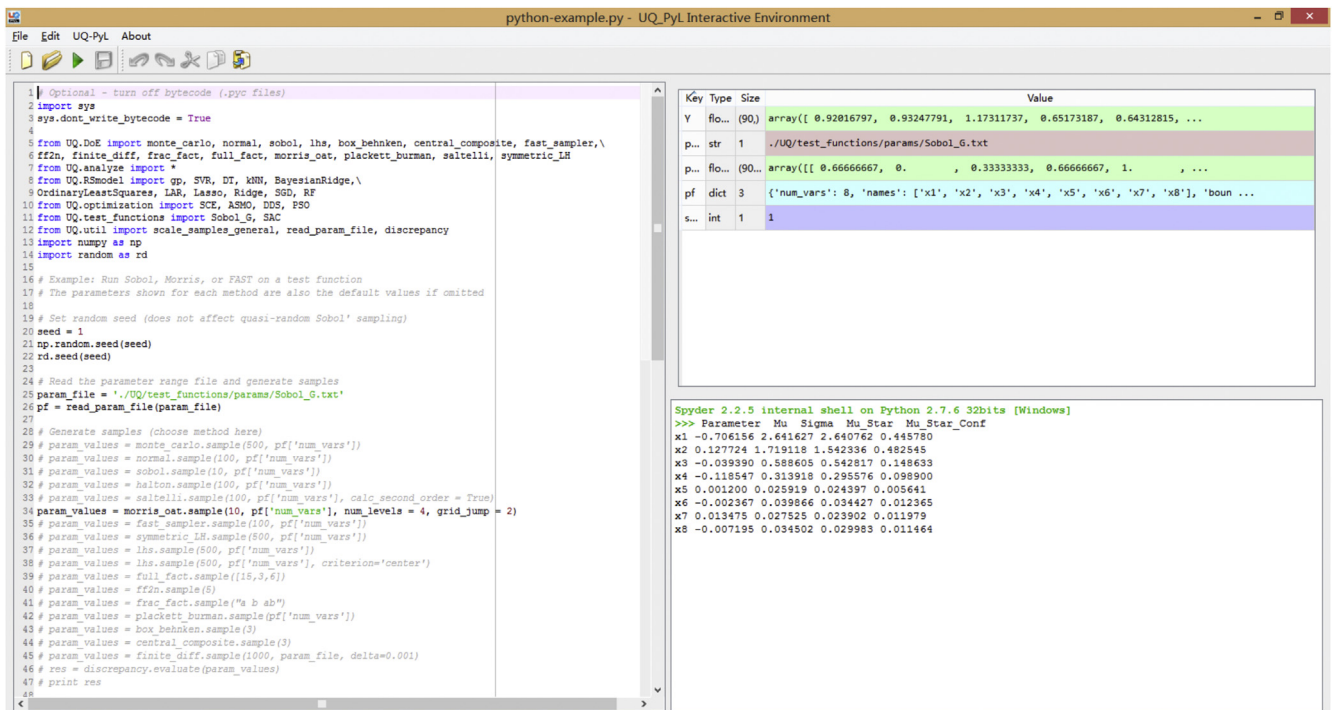 python-example.py - UQ_PyL Interactive Environment
File Edit UQ-PyL About
1 # Optional - turn off bytecode (.pyc files)
2 import sys
3 sys.dont_write_bytecode = True
4
5 from UQ.DoE import monte_carlo, normal, sobol, lhs, box_behnken, central_composite, fast_sampler,\
6 ff2n, finite_diff, frac_fact, full_fact, morris_oat, plackett_burman, saltelli, symmetric_LH
7 from UQ.analyze import *
8 from UQ.RSmodel import gp, SVR, DT, kNN, BayesianRidge,\
9 OrdinaryLeastSquares, LAR, Lasso, Ridge, SGD, RF
10 from UQ.optimization import SCE, ASMO, DDS, PSO
11 from UQ.test_functions import Sobol_G, SAC
12 from UQ.util import scale_samples_general, read_param_file, discrepancy
13 import numpy as np
14 import random as rd
15
16 # Example: Run Sobol, Morris, or FAST on a test function
17 # The parameters shown for each method are also the default values if omitted
18
19 # Set random seed (does not affect quasi-random Sobol' sampling)
20 seed = 1
21 np.random.seed(seed)
22 rd.seed(seed)
23
24 # Read the parameter range file and generate samples
25 param_file = './UQ/test_functions/params/Sobol_G.txt'
26 pf = read_param_file(param_file)
27
28 # Generate samples (choose method here)
29 # param_values = monte_carlo.sample(500, pf['num_vars'])
30 # param_values = normal.sample(100, pf['num_vars'])
31 # param_values = sobol.sample(10, pf['num_vars'])
32 # param_values = halton.sample(100, pf['num_vars'])
33 # param_values = saltelli.sample(100, pf['num_vars'], calc_second_order = True)
34 param_values = morris_oat.sample(10, pf['num_vars'], num_levels = 4, grid_jump = 2)
35 # param_values = fast_sampler.sample(100, pf['num_vars'])
36 # param_values = symmetric_LH.sample(500, pf['num_vars'])
37 # param_values = lhs.sample(500, pf['num_vars'])
38 # param_values = lhs.sample(500, pf['num_vars'], criterion='center')
39 # param_values = full_fact.sample([15,3,6])
40 # param_values = ff2n.sample(5)
41 # param_values = frac_fact.sample("a b ab")
42 # param_values = plackett_burman.sample(pf['num_vars'])
43 # param_values = box_behnken.sample(3)
44 # param_values = central_composite.sample(3)
45 # param_values = finite_diff.sample(1000, param_file, delta=0.001)
46 # res = discrepancy.evaluate(param_values)
47 # print res
48
Key Type Size Value
Y flo... (90,) array([ 0.92016797, 0.93247791, 1.17311737, 0.65173187, 0.64312815, ...
p... str 1 ./UQ/test_functions/params/Sobol_G.txt
p... flo... (90... array([[ 0.66666667, 0. , 0.33333333, 0.66666667, 1. , ...
pf dict 3 {'num_vars': 8, 'names': ['x1', 'x2', 'x3', 'x4', 'x5', 'x6', 'x7', 'x8'], 'boun ...
s... int 1 1
Spyder 2.2.5 internal shell on Python 2.7.6 32bits [Windows]
>>> Parameter Mu Sigma Mu_Star Mu_Star_Conf
x1 -0.706156 2.641627 2.640762 0.445780
x2 0.127724 1.719118 1.542336 0.482545
x3 -0.039390 0.588605 0.542817 0.148633
x4 -0.118547 0.313918 0.295576 0.098900
x5 0.001200 0.025919 0.024397 0.005641
x6 -0.002367 0.039866 0.034427 0.012365
x7 0.013475 0.027525 0.023902 0.011979
x8 -0.007195 0.034502 0.029983 0.011464